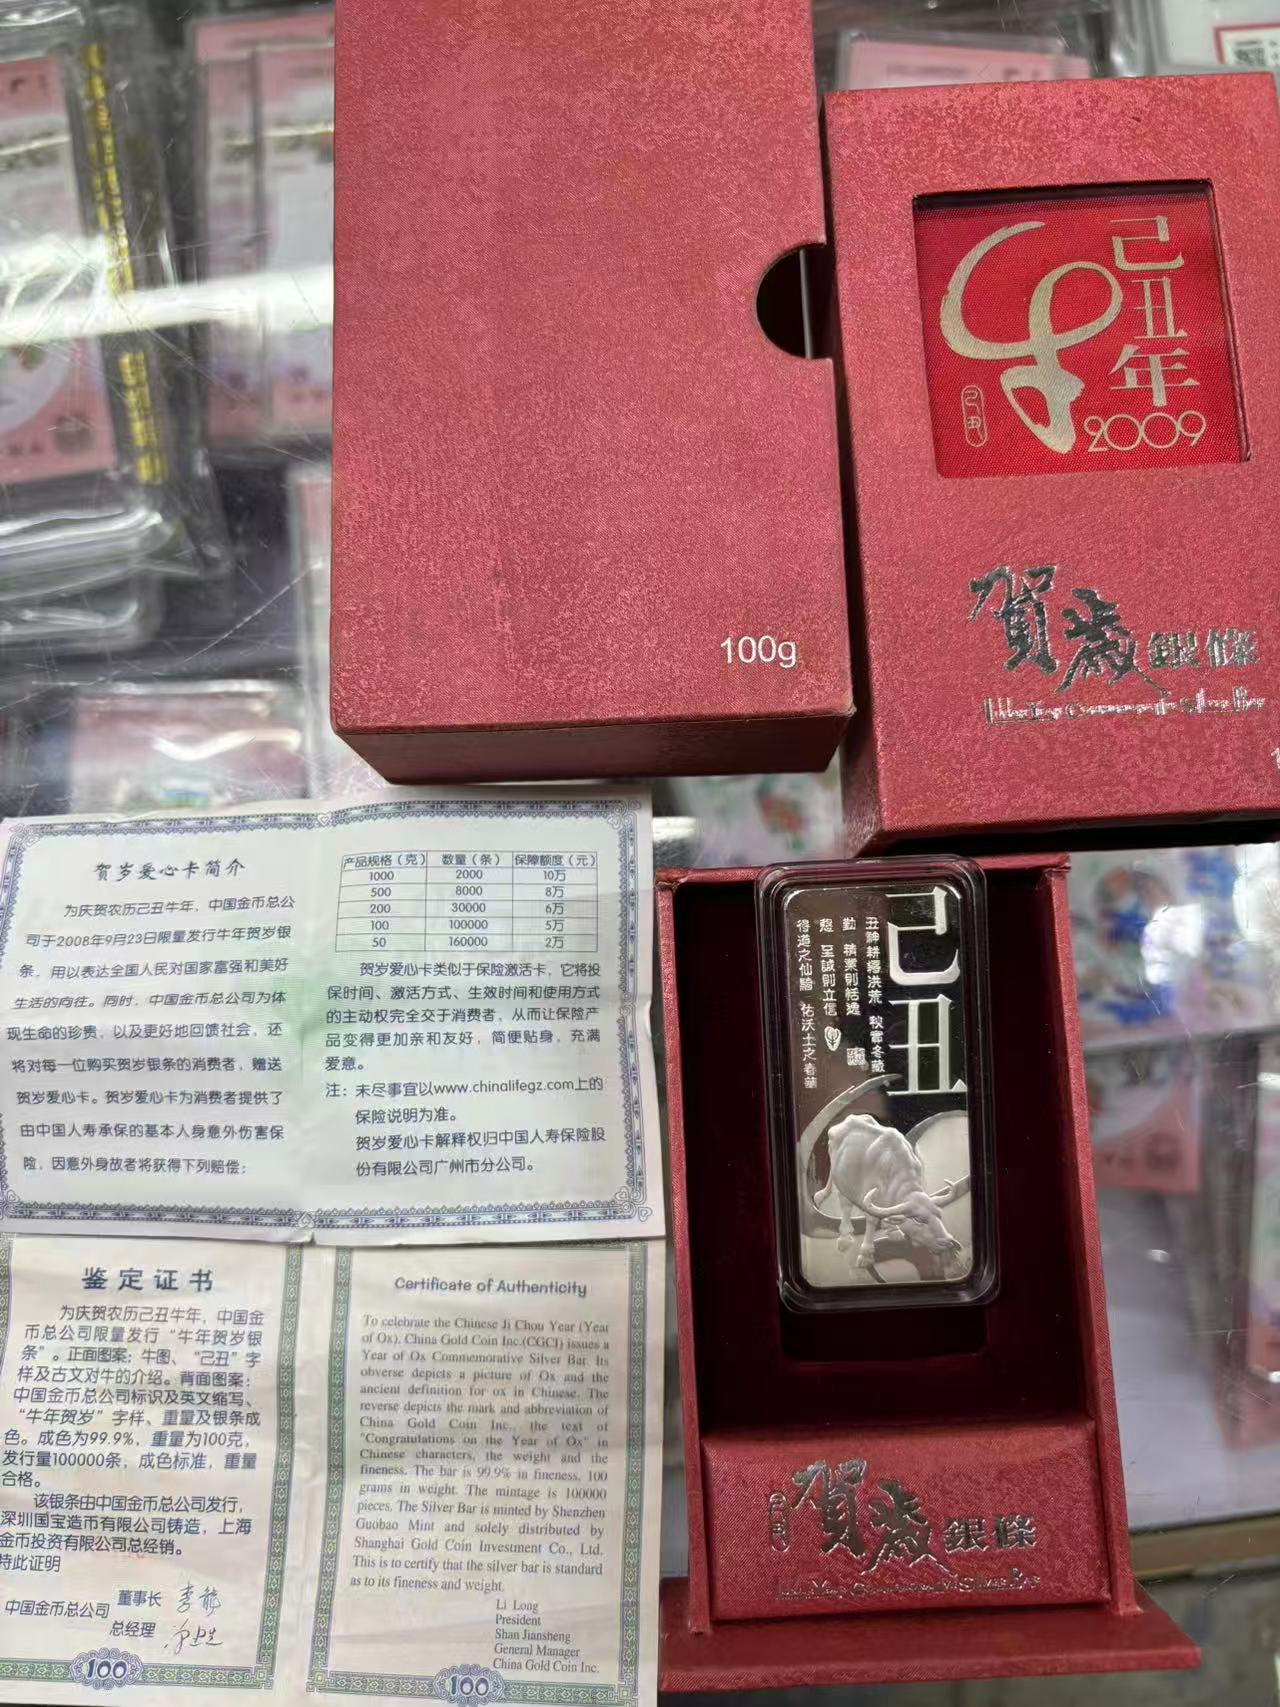 100g
己丑年
2009
己丑
賀歲銀條
贺岁爱心卡简介
为庆贺农历己丑牛年，中国金币总公
司于2008年9月23日限量发行牛年贺岁银
条，用以表达全国人民对国家富强和美好
生活的向往。同时，中国金币总公司为体
现生命的珍贵，以及更好地回馈社会，还
将对每一位购买贺岁银条的消费者，赠送
贺岁爱心卡。贺岁爱心卡为消费者提供了
由中国人寿承保的基本人身意外伤害保
险，因意外身故者将获得下列赔偿：
产品规格（克） 数量（条） 保障额度（元）
1000 2000 10万
500 8000 8万
200 30000 6万
100 100000 5万
50 160000 2万
贺岁爱心卡类似于保险激活卡，它将投
保时间、激活方式、生效时间和使用方式
的主动权完全交于消费者，从而让保险产
品变得更加亲和友好，简便贴身，充满
爱意。
注：未尽事宜以www.chinalifegz.com上的
保险说明为准。
贺岁爱心卡解释权归中国人寿保险股
份有限公司广州市分公司。
己丑
丑神耕耰洪荒 秋實冬藏
勤 精業則恬逸
愨 至誠則立信
得道之仙騎 佑沃土之春華
鉴定证书
为庆贺农历己丑牛年，中国金
币总公司限量发行“牛年贺岁银
条”。正面图案：牛图、“己丑”字
样及古文对牛的介绍。背面图案：
中国金币总公司标识及英文缩写、
“牛年贺岁”字样、重量及银条成
色。成色为99.9%，重量为100克，
发行量100000条，成色标准，重量
合格。
该银条由中国金币总公司发行，
深圳国宝造币有限公司铸造，上海
金币投资有限公司总经销。
特此证明
中国金币总公司
董事长
总经理
100
Certificate of Authenticity
To celebrate the Chinese Ji Chou Year (Year
of Ox), China Gold Coin Inc.(CGCI) issues a
Year of Ox Commemorative Silver Bar. Its
obverse depicts a picture of Ox and the
ancient definition for ox in Chinese. The
reverse depicts the mark and abbreviation of
China Gold Coin Inc., the text of
"Congratulations on the Year of Ox" in
Chinese characters, the weight and the
fineness. The bar is 99.9% in fineness, 100
grams in weight. The mintage is 100000
pieces. The Silver Bar is minted by Shenzhen
Guobao Mint and solely distributed by
Shanghai Gold Coin Investment Co., Ltd.
This is to certify that the silver bar is standard
as to its fineness and weight.
Li Long
President
Shan Jiansheng
General Manager
China Gold Coin Inc.
100
賀歲銀條